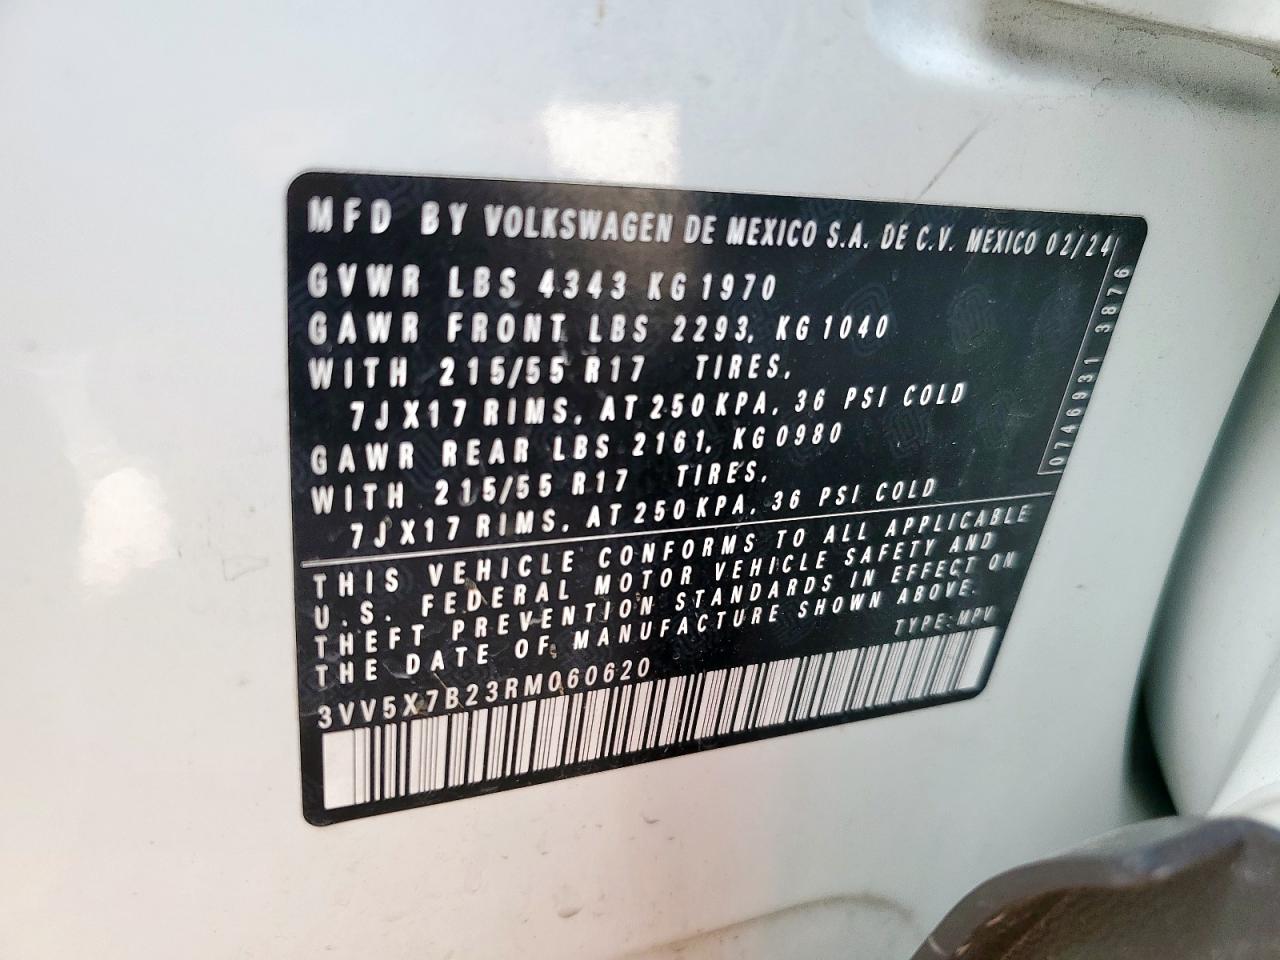 MFD BY VOLKSWAGEN DE MEXICO S.A. DE C.V. MEXICO 02/24
GVWR LBS 4343 KG 1970
GAWR FRONT LBS 2293, KG 1040
WITH 215/55 R17 TIRES,
7J X17 RIMS, AT 250 KPA, 36 PSI COLD
GAWR REAR LBS 2161, KG 0980
WITH 215/55 R17 TIRES,
7J X17 RIMS, AT 250 KPA, 36 PSI COLD
0746931 3876
THIS VEHICLE CONFORMS TO ALL APPLICABLE
U.S. FEDERAL MOTOR VEHICLE SAFETY AND
THEFT PREVENTION STANDARDS IN EFFECT ON
THE DATE OF MANUFACTURE SHOWN ABOVE.
TYPE: MPV
3VV5X7B23RM060620